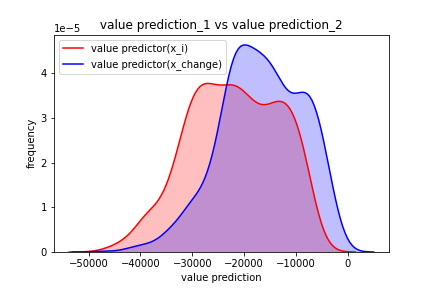 value prediction_1 vs value prediction_2
1e−5
value predictor(x_i)
value predictor(x_change)
4
3
2
1
0
frequency
−50000
−40000
−30000
−20000
−10000
0
value prediction